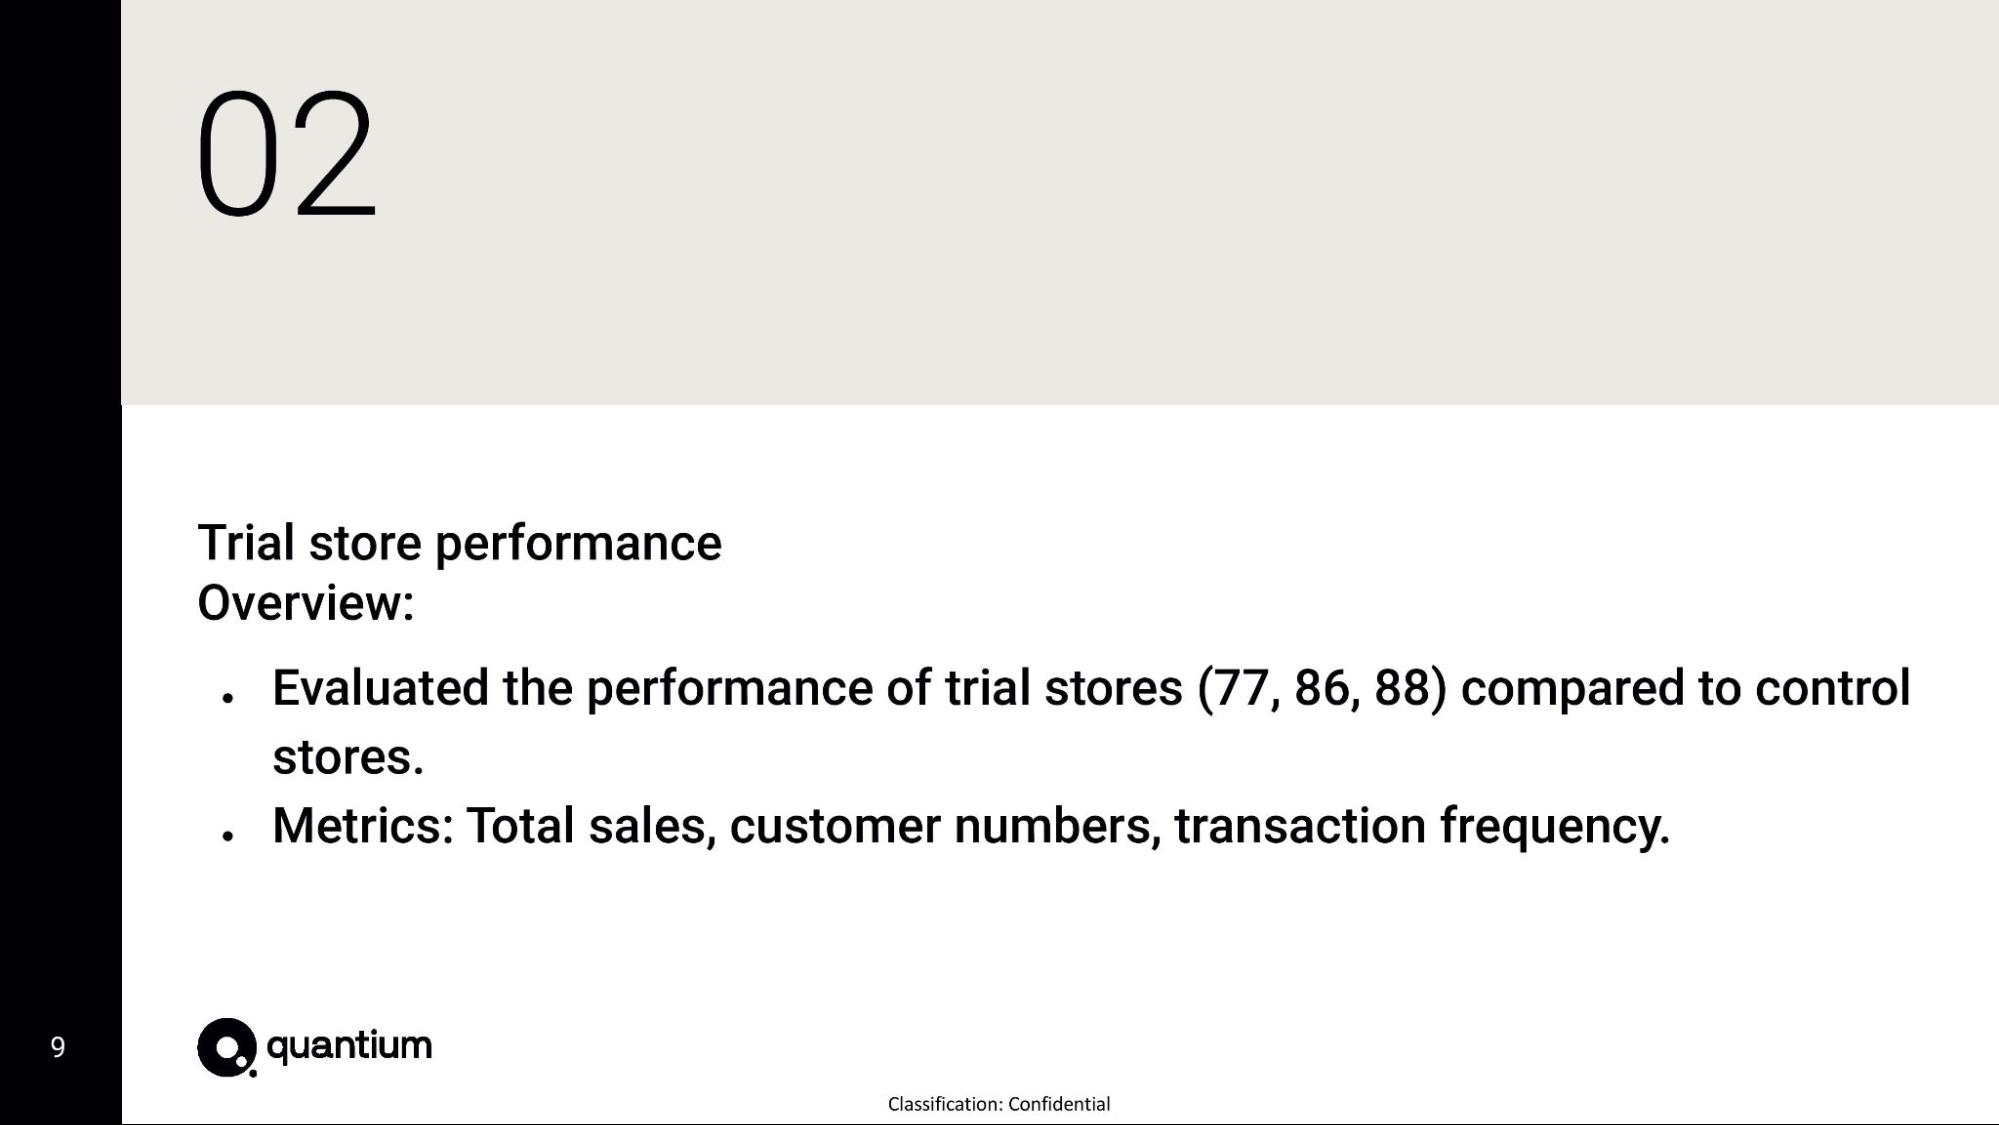 02
Trial store performance
Overview:
• Evaluated the performance of trial stores (77, 86, 88) compared to control
stores.
• Metrics: Total sales, customer numbers, transaction frequency.
9
quantium
Classification: Confidential